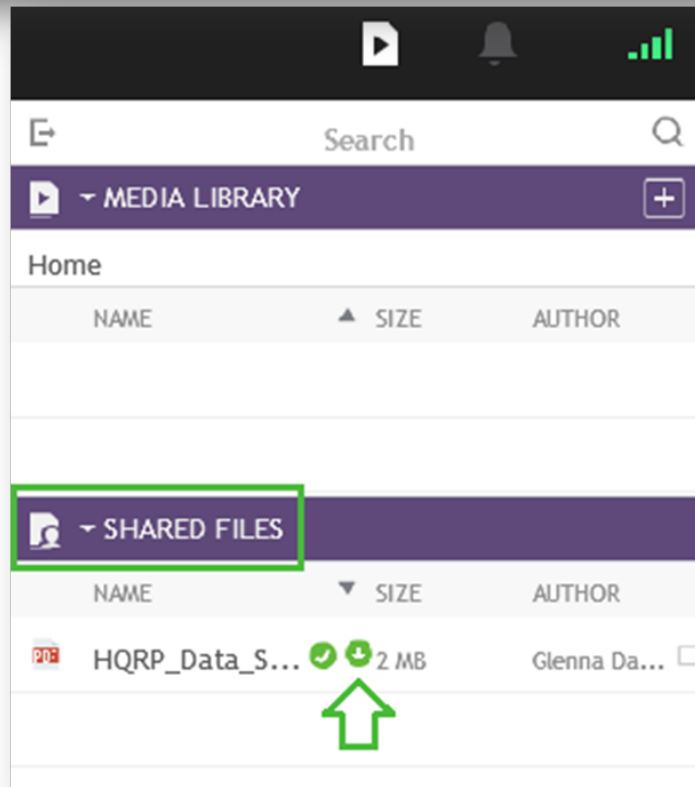 Search
MEDIA LIBRARY
Home
NAME SIZE AUTHOR
SHARED FILES
NAME SIZE AUTHOR
PDF HQRP_Data_S... 2 MB Glenna Da...